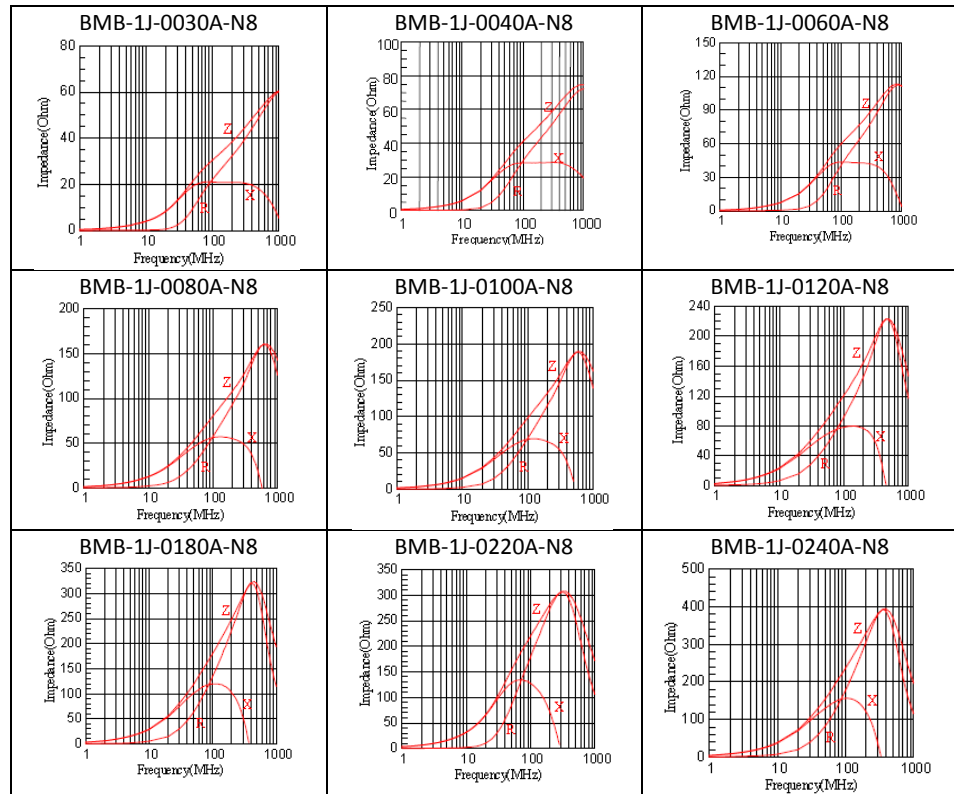 BMB-1J-0030A-N8
80
60
40
20
0
Impedance(Ohm)
Z
R
X
1 10 100 1000
Frequency(MHz)
BMB-1J-0040A-N8
100
80
60
40
20
0
Impedance(Ohm)
Z
X
R
1 10 100 1000
Frequency(MHz)
BMB-1J-0060A-N8
150
120
90
60
30
0
Impedance(Ohm)
Z
X
R
1 10 100 1000
Frequency(MHz)
BMB-1J-0080A-N8
200
150
100
50
0
Impedance(Ohm)
Z
X
R
1 10 100 1000
Frequency(MHz)
BMB-1J-0100A-N8
250
200
150
100
50
0
Impedance(Ohm)
Z
X
R
1 10 100 1000
Frequency(MHz)
BMB-1J-0120A-N8
240
200
160
120
80
40
0
Impedance(Ohm)
Z
X
R
1 10 100 1000
Frequency(MHz)
BMB-1J-0180A-N8
350
300
250
200
150
100
50
0
Impedance(Ohm)
Z
X
R
1 10 100 1000
Frequency(MHz)
BMB-1J-0220A-N8
350
300
250
200
150
100
50
0
Impedance(Ohm)
Z
X
R
1 10 100 1000
Frequency(MHz)
BMB-1J-0240A-N8
500
400
300
200
100
0
Impedance(Ohm)
Z
X
R
1 10 100 1000
Frequency(MHz)